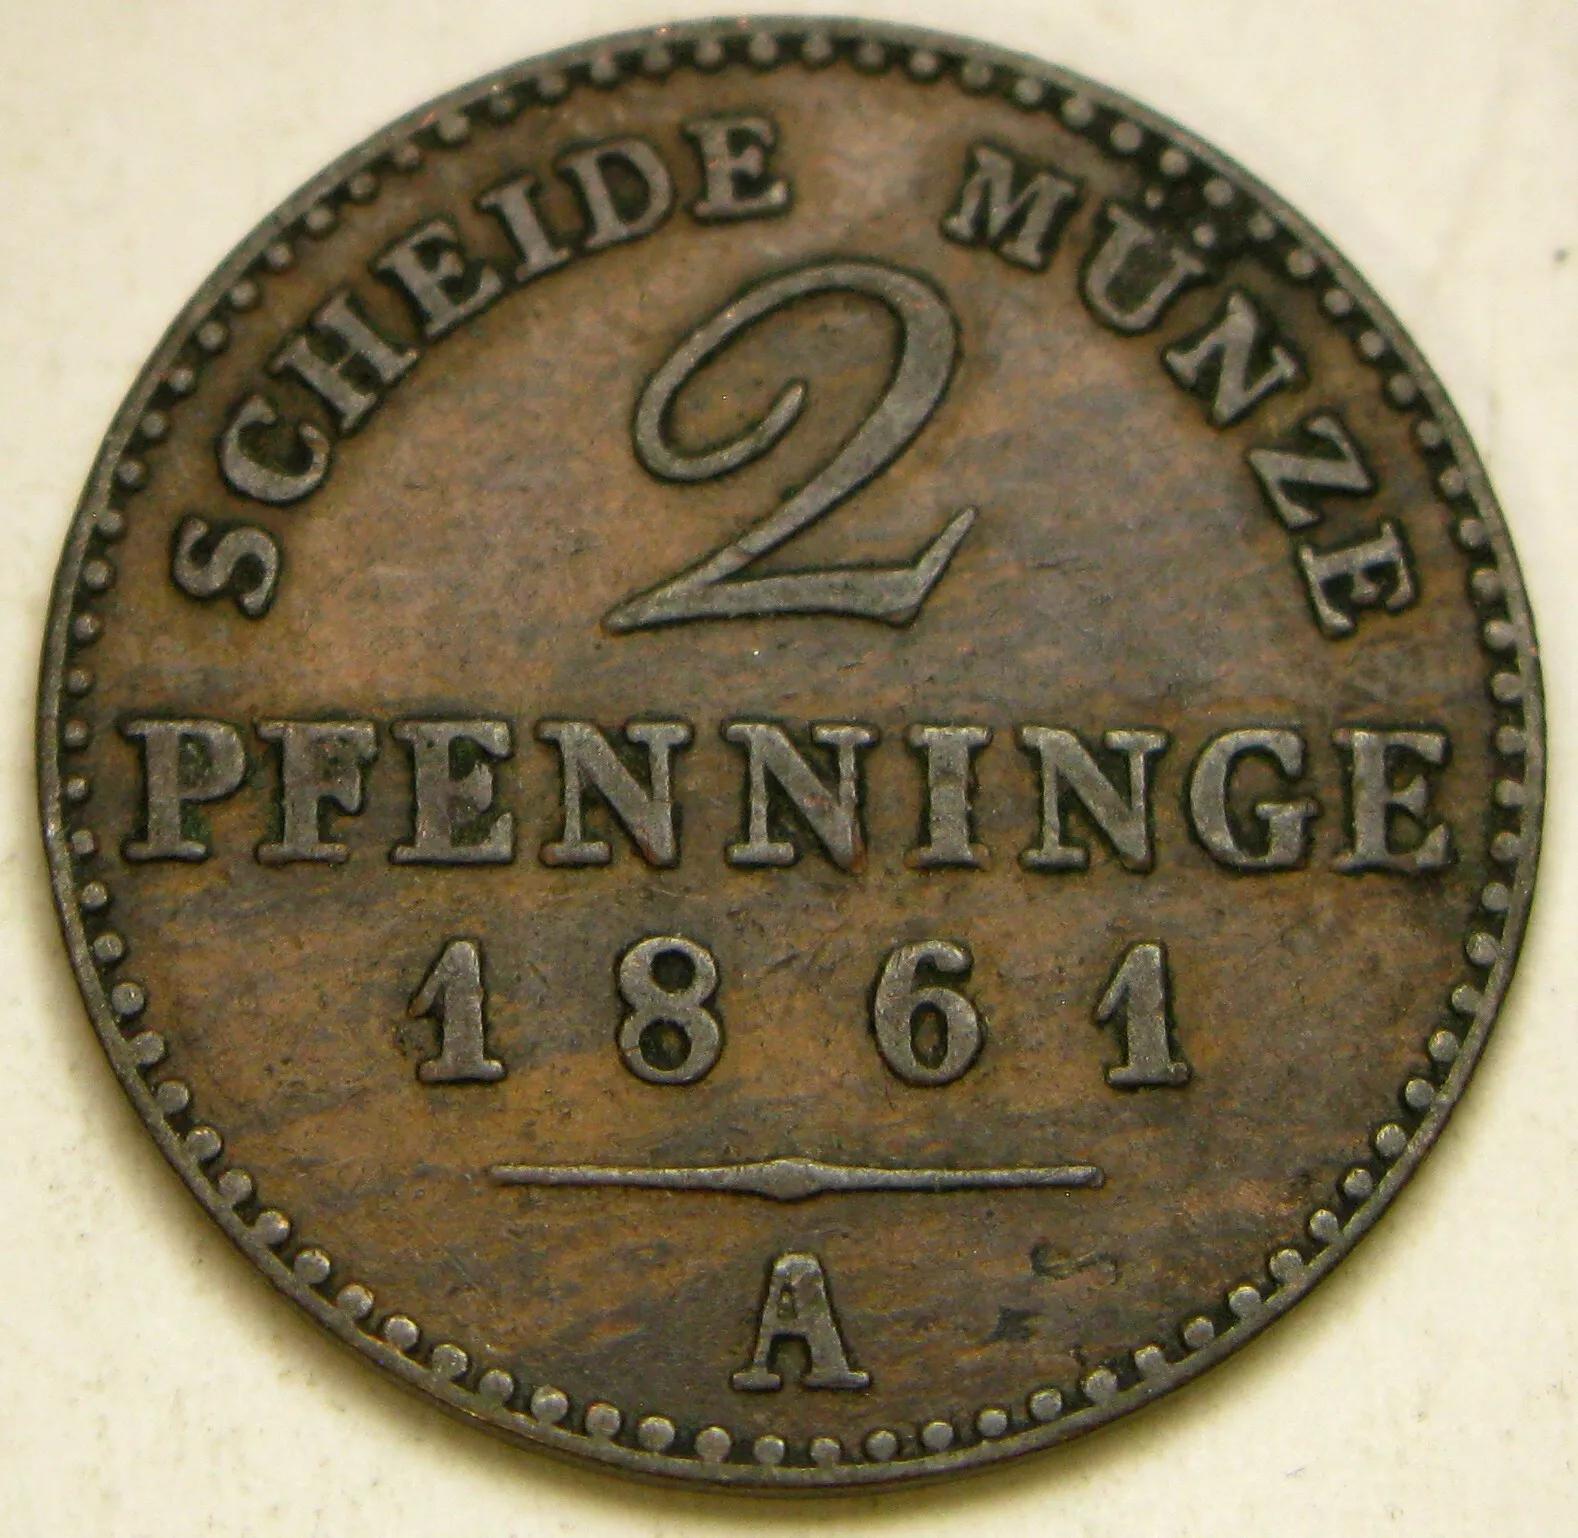 SCHEIDE MÜNZE
2
PFENNINGE
1861
A